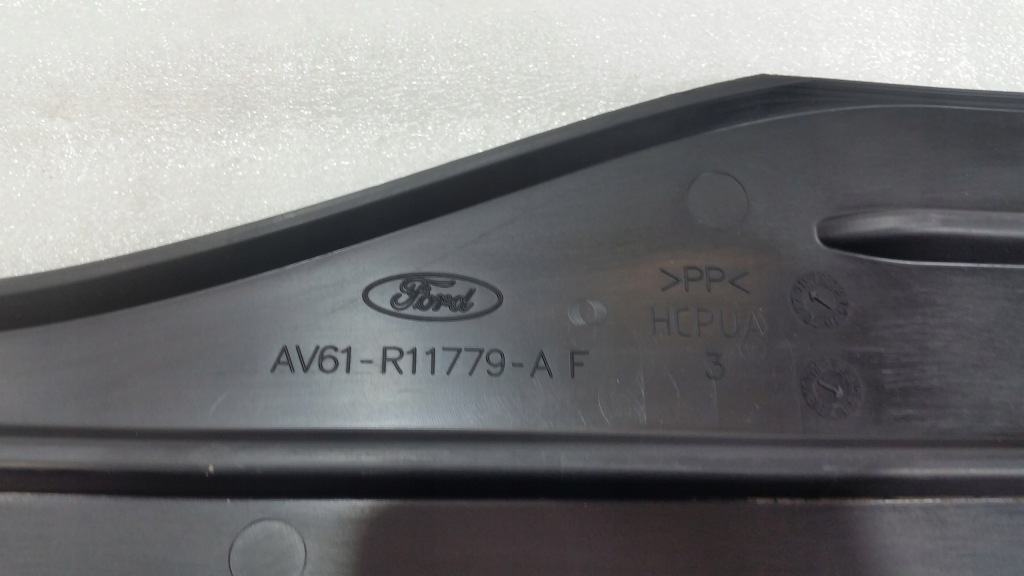 Ford
AV61-R11779-A F
>PP<
HCPUA
3